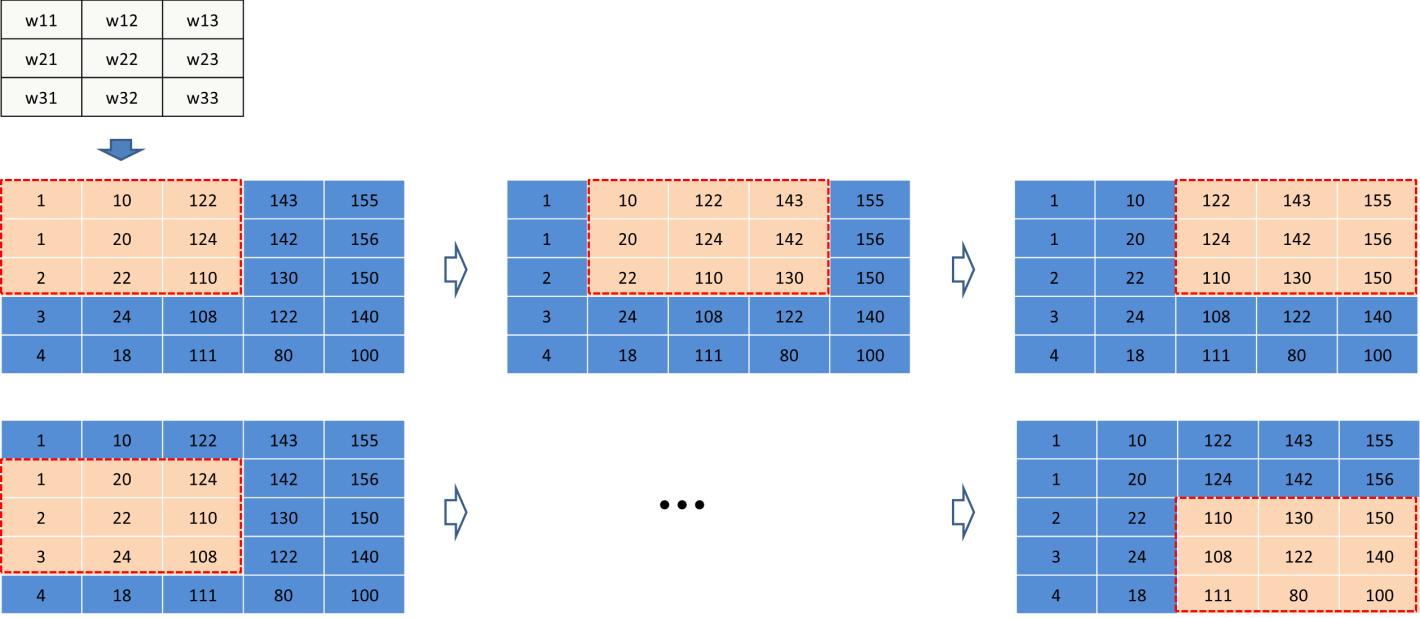 w11 w12 w13
w21 w22 w23
w31 w32 w33
1 10 122 143 155 1 10 122 143 155 1 10 122 143 155
1 20 124 142 156 1 20 124 142 156 1 20 124 142 156
2 22 110 130 150 2 22 110 130 150 2 22 110 130 150
3 24 108 122 140 3 24 108 122 140 3 24 108 122 140
4 18 111 80 100 4 18 111 80 100 4 18 111 80 100
1 10 122 143 155 1 10 122 143 155
1 20 124 142 156 1 20 124 142 156
2 22 110 130 150 ... 2 22 110 130 150
3 24 108 122 140 3 24 108 122 140
4 18 111 80 100 4 18 111 80 100